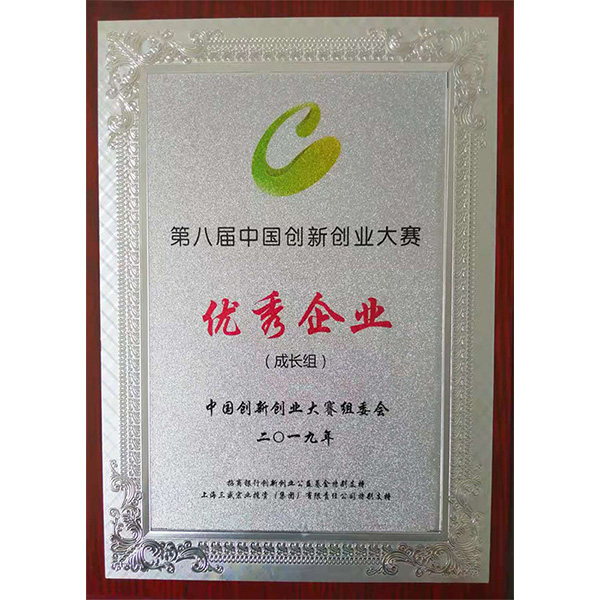 第八届中国创新创业大赛
优秀企业
（成长组）
中国创新创业大赛组委会
二〇一九年
招商银行创新创业公益基金特别支持
上海三盛宏业投资（集团）有限责任公司特别支持